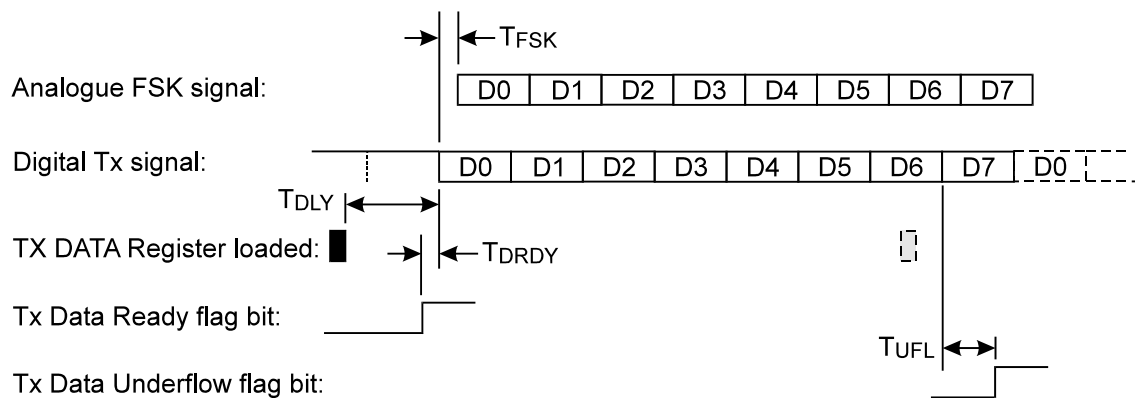 TFSK
Analogue FSK signal: D0 D1 D2 D3 D4 D5 D6 D7
Digital Tx signal: D0 D1 D2 D3 D4 D5 D6 D7 D0
TDLY
TX DATA Register loaded: TDRDY
Tx Data Ready flag bit:
TUFL
Tx Data Underflow flag bit: